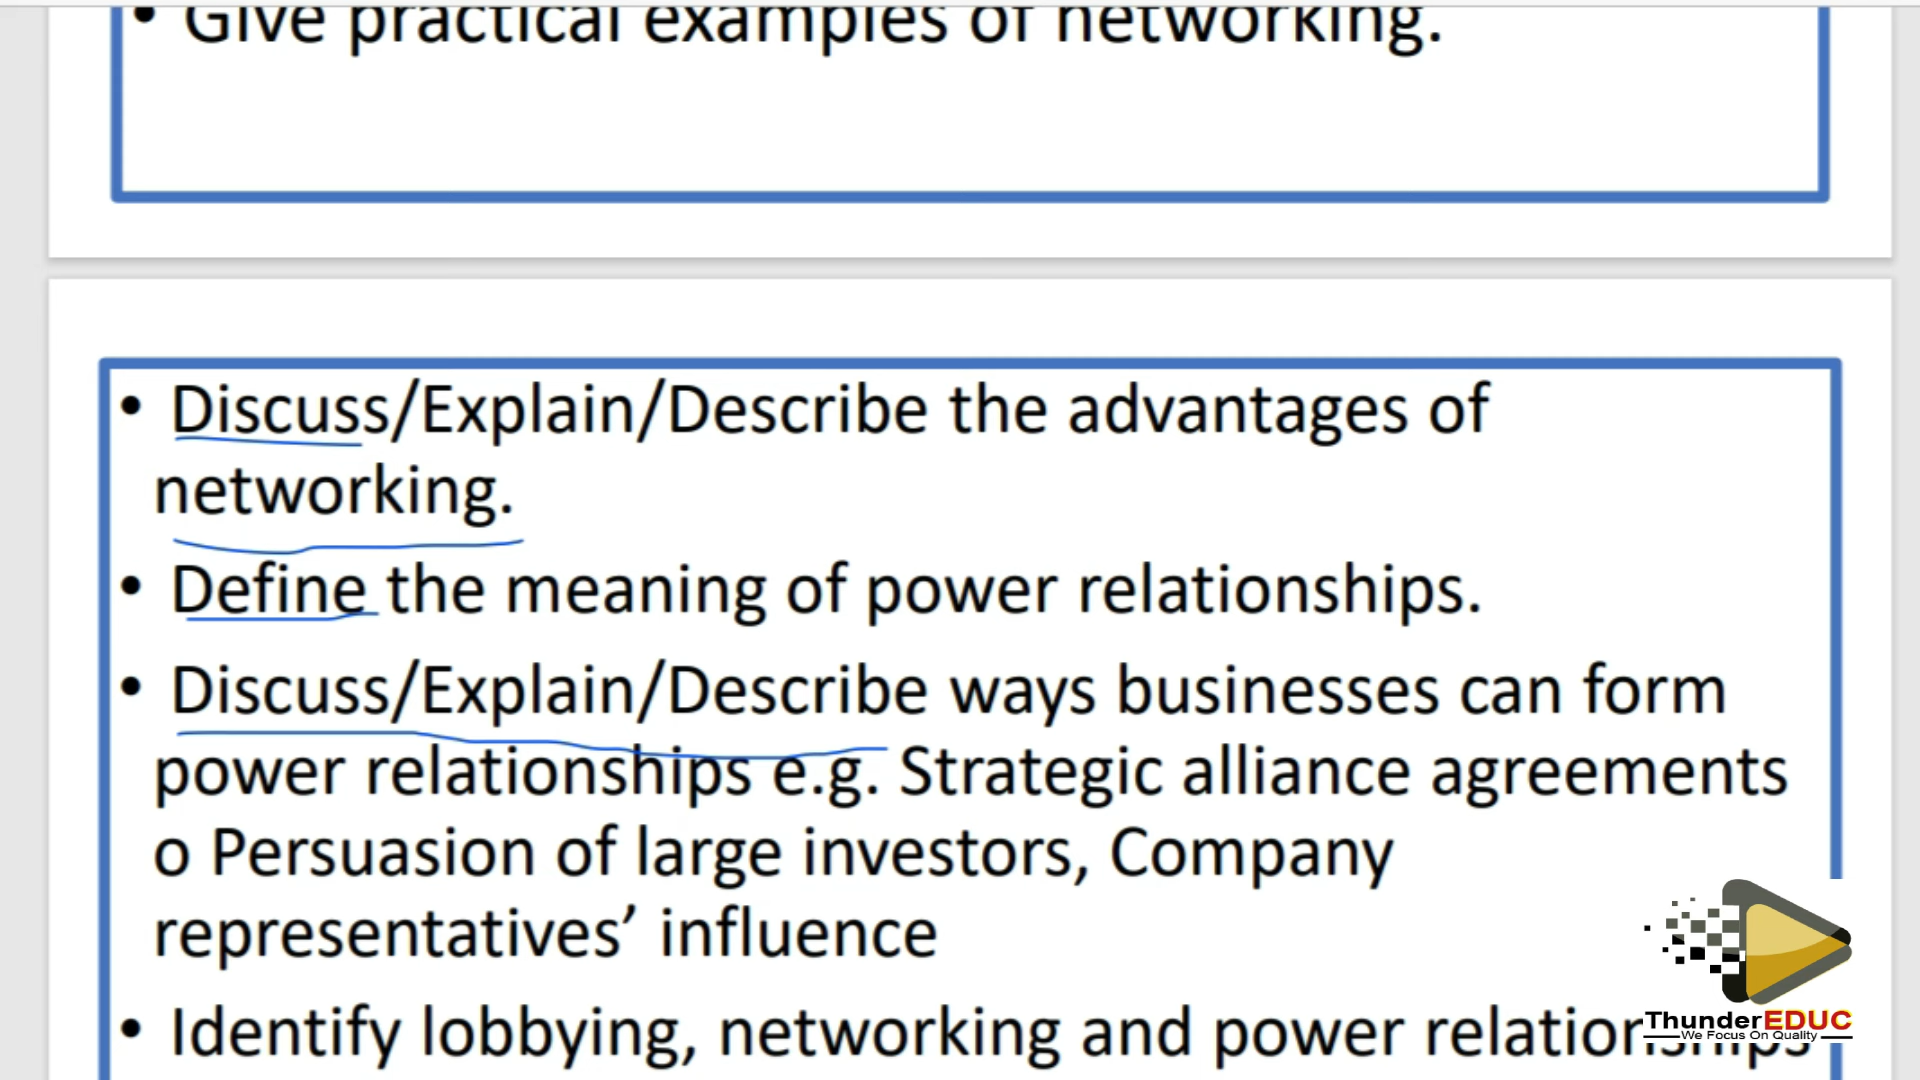 • Give practical examples of networking.
• Discuss/Explain/Describe the advantages of
networking.
• Define the meaning of power relationships.
• Discuss/Explain/Describe ways businesses can form
power relationships e.g. Strategic alliance agreements
o Persuasion of large investors, Company
representatives’ influence
• Identify lobbying, networking and power relationships
ThunderEDUC
We Focus On Quality